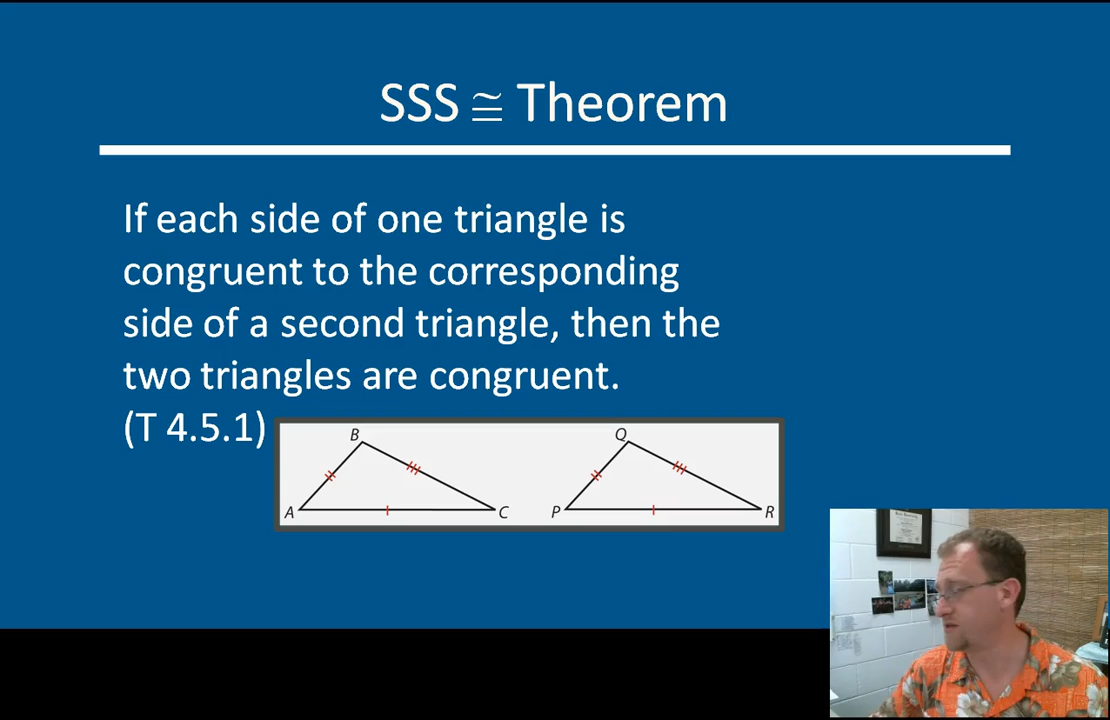 SSS ≅ Theorem
If each side of one triangle is
congruent to the corresponding
side of a second triangle, then the
two triangles are congruent.
(T 4.5.1)
B
A
C
Q
P
R